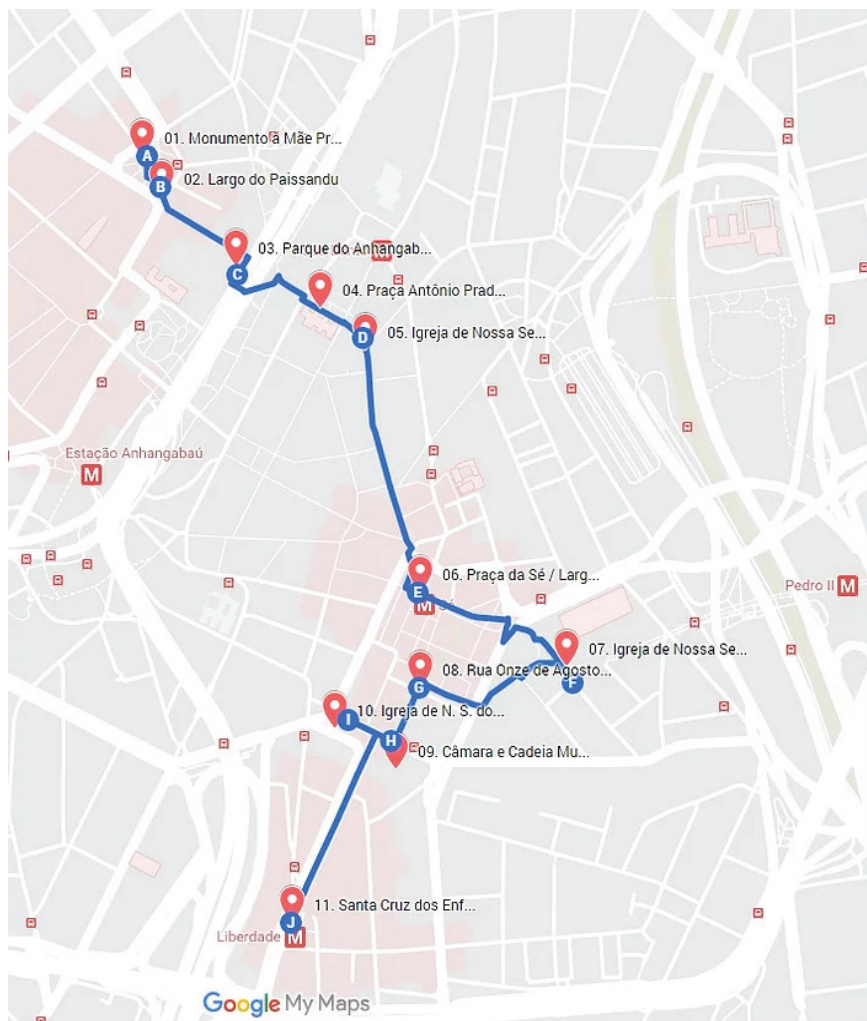 01. Monumento à Mãe Pr...
A
02. Largo do Paissandu
B
03. Parque do Anhangab...
M
C
04. Praça Antônio Prad...
05. Igreja de Nossa Se...
D
Estação Anhangabaú
M
06. Praça da Sé / Larg...
E
M
Pedro II M
07. Igreja de Nossa Se...
08. Rua Onze de Agosto...
F
G
10. Igreja de N. S. do...
I
H
09. Câmara e Cadeia Mu...
11. Santa Cruz dos Enf...
J
Liberdade M
Google My Maps